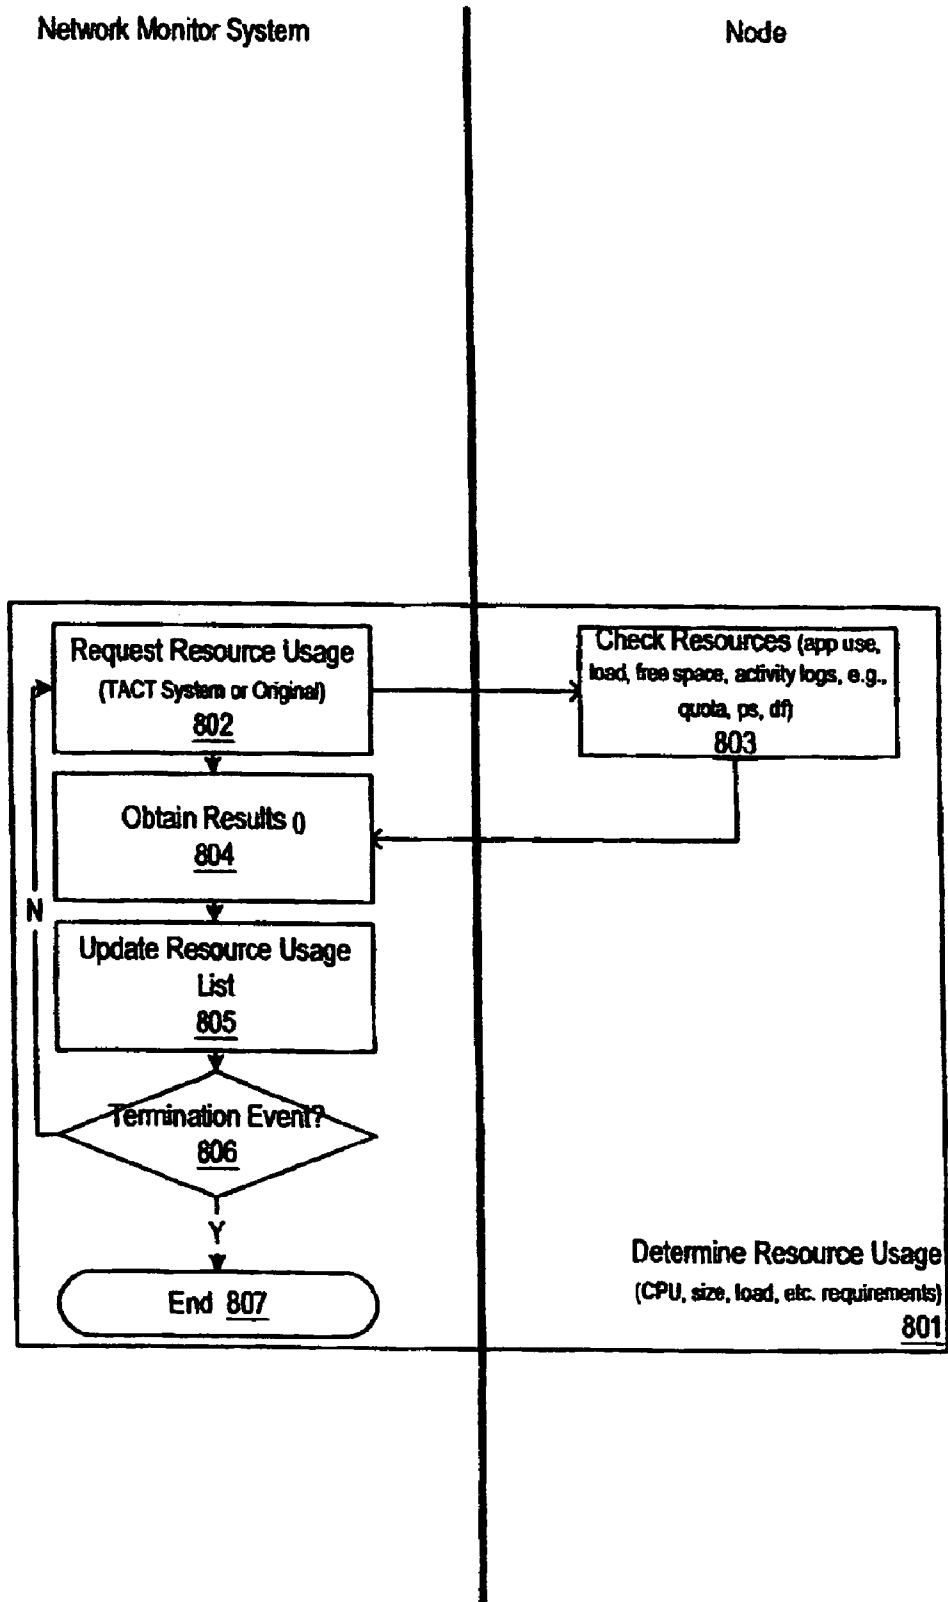 Network Monitor System
Node
Request Resource Usage
(TACT System or Original)
802
Check Resources (app use,
load, free space, activity logs, e.g.,
quota, ps, df)
803
Obtain Results ()
804
N
Update Resource Usage
List
805
Termination Event?
806
Y
End 807
Determine Resource Usage
(CPU, size, load, etc. requirements)
801